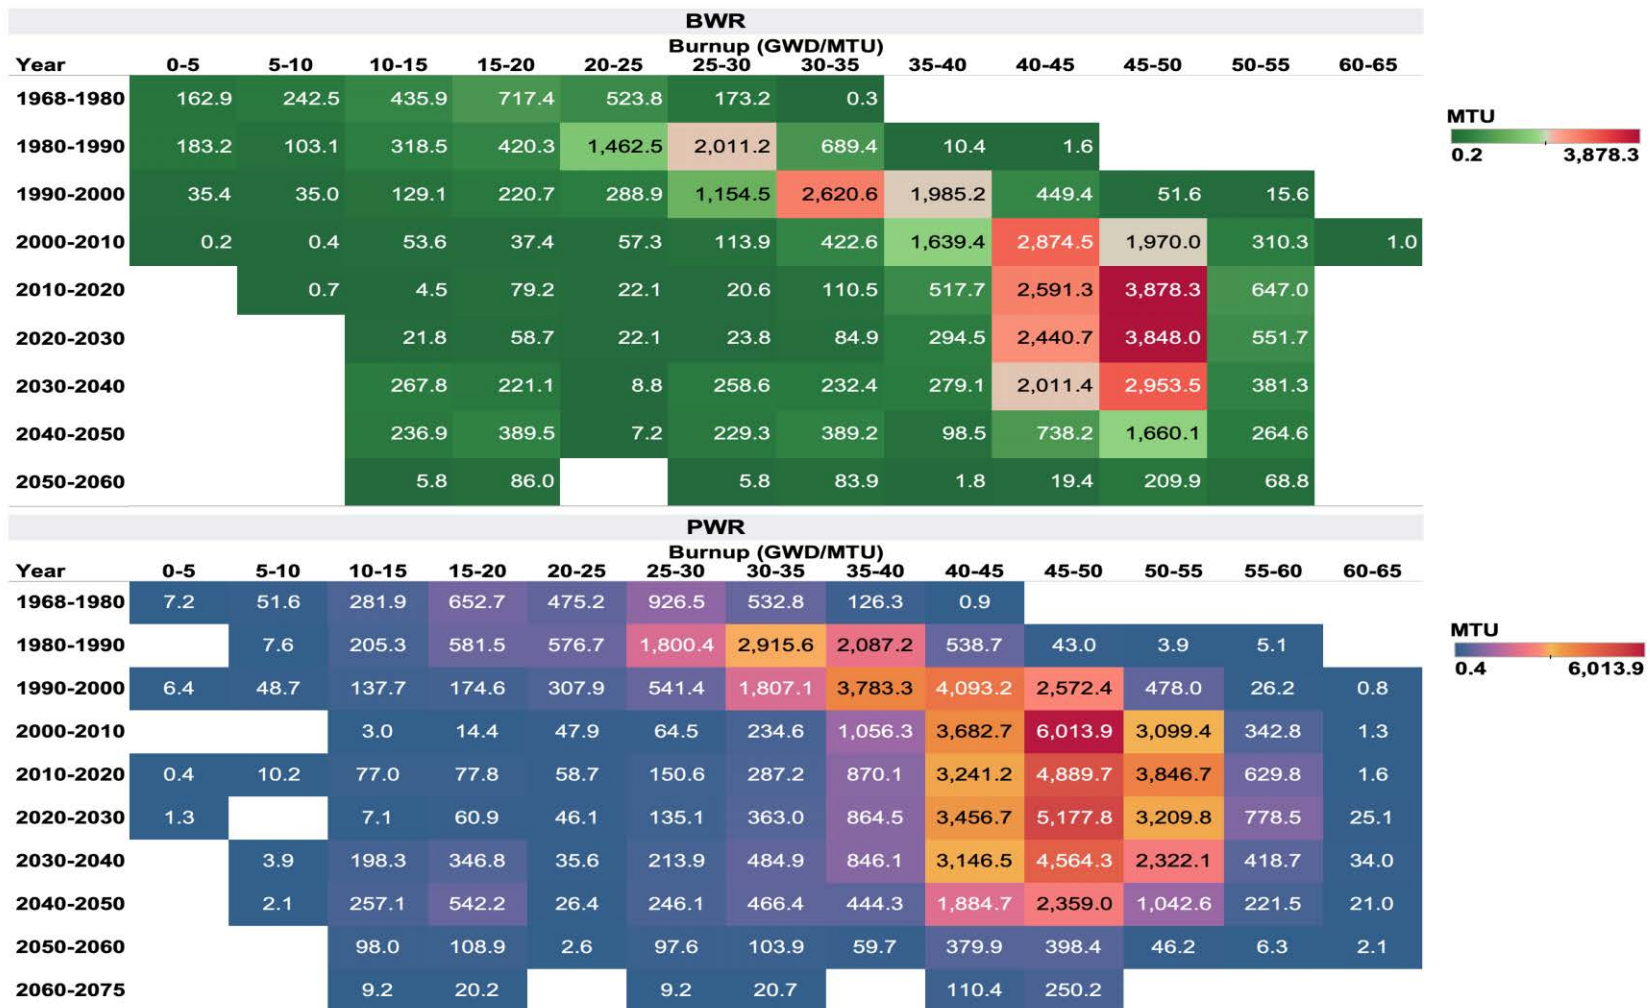 BWR
Burnup (GWD/MTU)
Year 0-5 5-10 10-15 15-20 20-25 25-30 30-35 35-40 40-45 45-50 50-55 60-65
1968-1980 162.9 242.5 435.9 717.4 523.8 173.2 0.3
MTU
1980-1990 183.2 103.1 318.5 420.3 1,462.5 2,011.2 689.4 10.4 1.6
0.2 3,878.3
1990-2000 35.4 35.0 129.1 220.7 288.9 1,154.5 2,620.6 1,985.2 449.4 51.6 15.6
2000-2010 0.2 0.4 53.6 37.4 57.3 113.9 422.6 1,639.4 2,874.5 1,970.0 310.3 1.0
2010-2020 0.7 4.5 79.2 22.1 20.6 110.5 517.7 2,591.3 3,878.3 647.0
2020-2030 21.8 58.7 22.1 23.8 84.9 294.5 2,440.7 3,848.0 551.7
2030-2040 267.8 221.1 8.8 258.6 232.4 279.1 2,011.4 2,953.5 381.3
2040-2050 236.9 389.5 7.2 229.3 389.2 98.5 738.2 1,660.1 264.6
2050-2060 5.8 86.0 5.8 83.9 1.8 19.4 209.9 68.8
PWR
Burnup (GWD/MTU)
Year 0-5 5-10 10-15 15-20 20-25 25-30 30-35 35-40 40-45 45-50 50-55 55-60 60-65
1968-1980 7.2 51.6 281.9 652.7 475.2 926.5 532.8 126.3 0.9
MTU
1980-1990 7.6 205.3 581.5 576.7 1,800.4 2,915.6 2,087.2 538.7 43.0 3.9 5.1
0.4 6,013.9
1990-2000 6.4 48.7 137.7 174.6 307.9 541.4 1,807.1 3,783.3 4,093.2 2,572.4 478.0 26.2 0.8
2000-2010 3.0 14.4 47.9 64.5 234.6 1,056.3 3,682.7 6,013.9 3,099.4 342.8 1.3
2010-2020 0.4 10.2 77.0 77.8 58.7 150.6 287.2 870.1 3,241.2 4,889.7 3,846.7 629.8 1.6
2020-2030 1.3 7.1 60.9 46.1 135.1 363.0 864.5 3,456.7 5,177.8 3,209.8 778.5 25.1
2030-2040 3.9 198.3 346.8 35.6 213.9 484.9 846.1 3,146.5 4,564.3 2,322.1 418.7 34.0
2040-2050 2.1 257.1 542.2 26.4 246.1 466.4 444.3 1,884.7 2,359.0 1,042.6 221.5 21.0
2050-2060 98.0 108.9 2.6 97.6 103.9 59.7 379.9 398.4 46.2 6.3 2.1
2060-2075 9.2 20.2 9.2 20.7 110.4 250.2